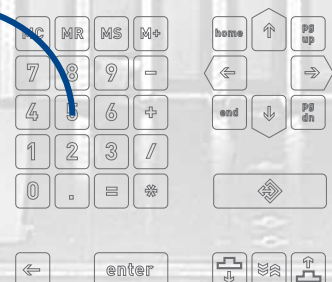 MC MR MS M+ home pg up
7 8 9 -
4 5 6 + end pg dn
1 2 3 /
0 . = *
enter